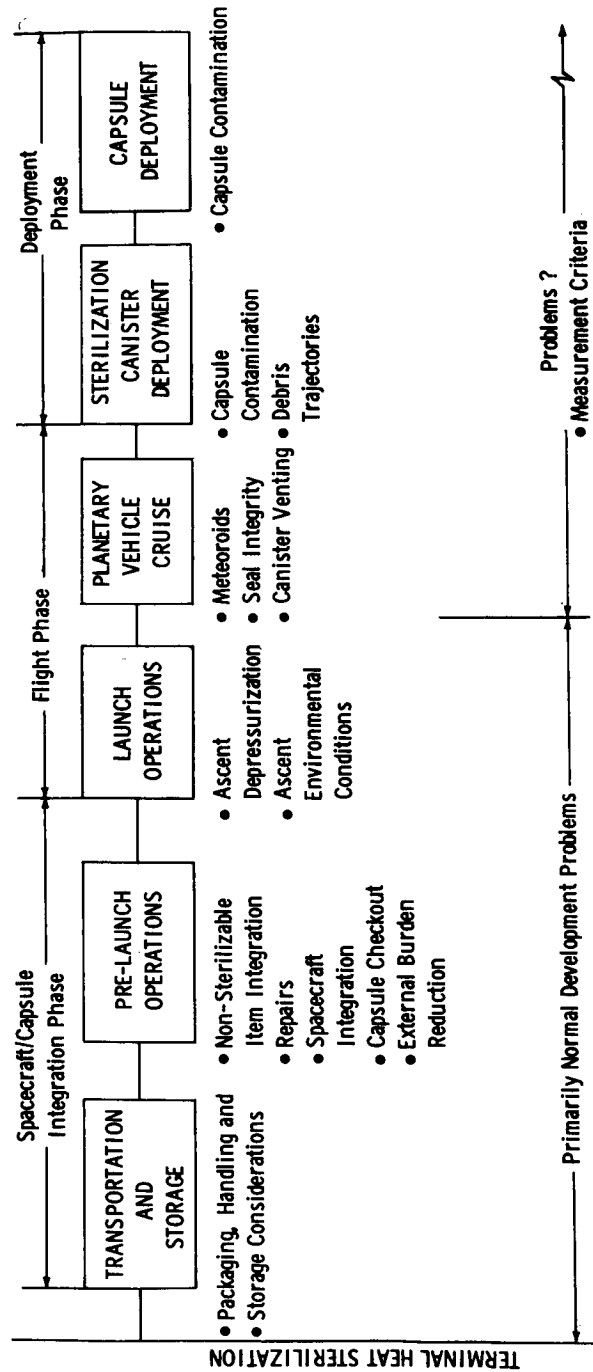 Spacecraft/Capsule
Integration Phase
Flight Phase
Deployment
Phase
TRANSPORTATION
AND
STORAGE
PRE-LAUNCH
OPERATIONS
LAUNCH
OPERATIONS
PLANETARY
VEHICLE
CRUISE
STERILIZATION
CANISTER
DEPLOYMENT
CAPSULE
DEPLOYMENT
• Packaging, Handling and
• Storage Considerations
• Non-Sterilizable
Item Integration
• Repairs
• Spacecraft
Integration
• Capsule Checkout
• External Burden
Reduction
• Ascent
Depressurization
• Ascent
Environmental
Conditions
• Meteoroids
• Seal Integrity
• Canister Venting
• Capsule
Contamination
• Debris
Trajectories
• Capsule Contamination
TERMINAL HEAT STERILIZATION
Primarily Normal Development Problems
Problems ?
• Measurement Criteria